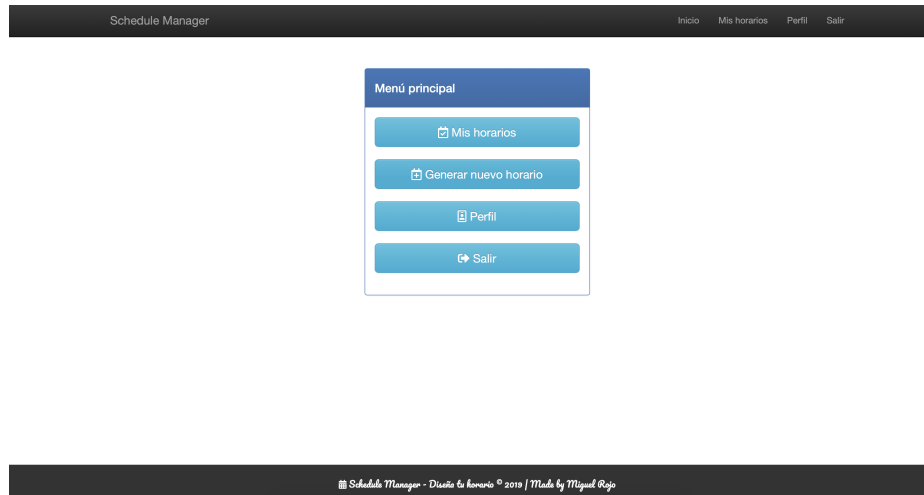 Schedule Manager Inicio Mis horarios Perfil Salir
Menú principal
Mis horarios
Generar nuevo horario
Perfil
Salir
Schedule Manager - Diseña tu horario © 2019 | Made by Miguel Rojo